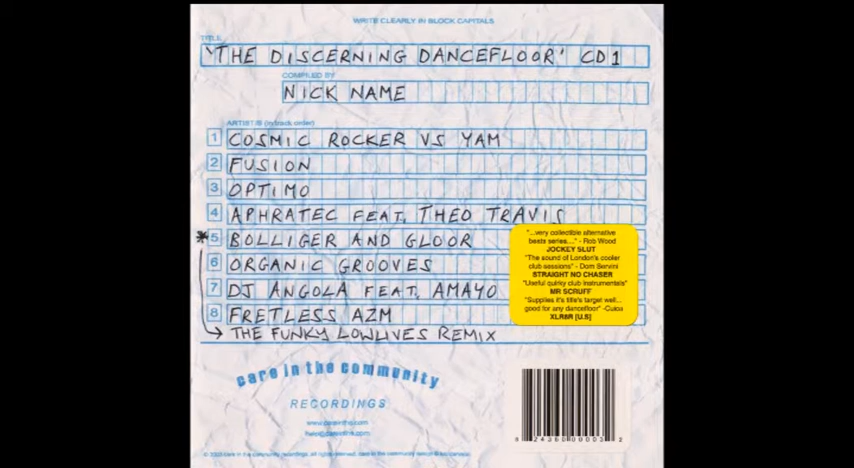 WRITE CLEARLY IN BLOCK CAPITALS
TITLE
'THE DISCERNING DANCEFLOOR' CD1
COMPILED BY
NICK NAME
ARTIST/S (in track order)
1 COSMIC ROCKER VS YAM
2 FUSION
3 OPTIMO
4 APHRATEC FEAT. THEO TRAVIS
* 5 BOLLIGER AND GLOOR
6 ORGANIC GROOVES
7 DJ ANGOLA FEAT. AMAYO
8 FRETLESS AZM
→ THE FUNKY LOWLIVES REMIX
"...very collectible alternative
beats series...." - Rob Wood
JOCKEY SLUT
"The sound of London's cooler
club sessions" - Dom Servini
STRAIGHT NO CHASER
"Useful quirky club instrumentals"
MR SCRUFF
"Supplies it's title's target well...
good for any dancefloor" -
XLR8R [U.S]
care in the community
RECORDINGS